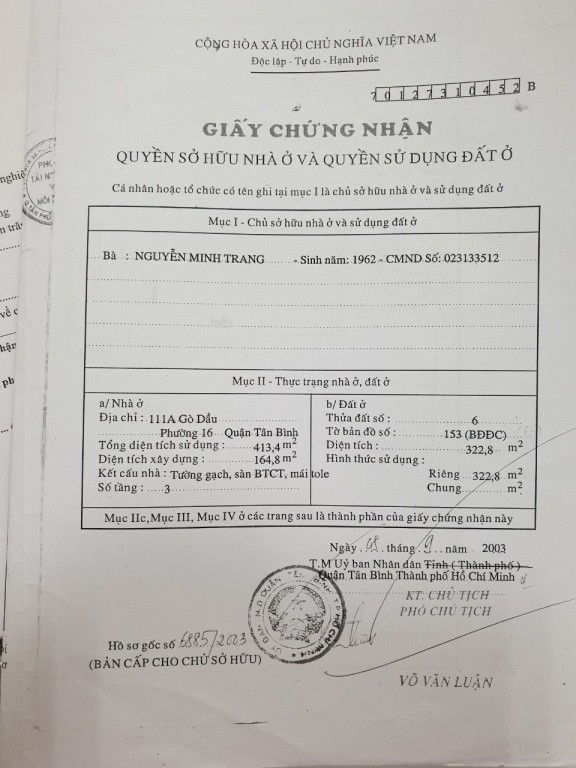 CỘNG HÒA XÃ HỘI CHỦ NGHĨA VIỆT NAM
Độc lập - Tự do - Hạnh phúc
70127310452 B
GIẤY CHỨNG NHẬN
QUYỀN SỞ HỮU NHÀ Ở VÀ QUYỀN SỬ DỤNG ĐẤT Ở
Cá nhân hoặc tổ chức có tên ghi tại mục I là chủ sở hữu nhà ở và sử dụng đất ở
Mục I - Chủ sở hữu nhà ở và sử dụng đất ở
Bà : NGUYỄN MINH TRANG - Sinh năm: 1962 - CMND Số: 023133512
Mục II - Thực trạng nhà ở, đất ở
a/ Nhà ở
Địa chỉ : 111A Gò Dầu
Phường 16 Quận Tân Bình
Tổng diện tích sử dụng: 413,4 m2
Diện tích xây dựng : 164,8 m2
Kết cấu nhà : Tường gạch, sàn BTCT, mái tole
Số tầng : 3
b/ Đất ở
Thửa đất số : 6
Tờ bản đồ số : 153 (BĐĐC)
Diện tích : 322,8 m2
Hình thức sử dụng :
Riêng 322,8 m2
Chung m2
Mục IIc, Mục III, Mục IV ở các trang sau là thành phần của giấy chứng nhận này
Ngày 08 tháng 9 năm 2003
T.M Uỷ ban Nhân dân Tỉnh ( Thành phố )
Quận Tân Bình Thành phố Hồ Chí Minh
KT. CHỦ TỊCH
PHÓ CHỦ TỊCH
Hồ sơ gốc số 6885/2003
(BẢN CẤP CHO CHỦ SỞ HỮU)
VÕ VĂN LUẬN